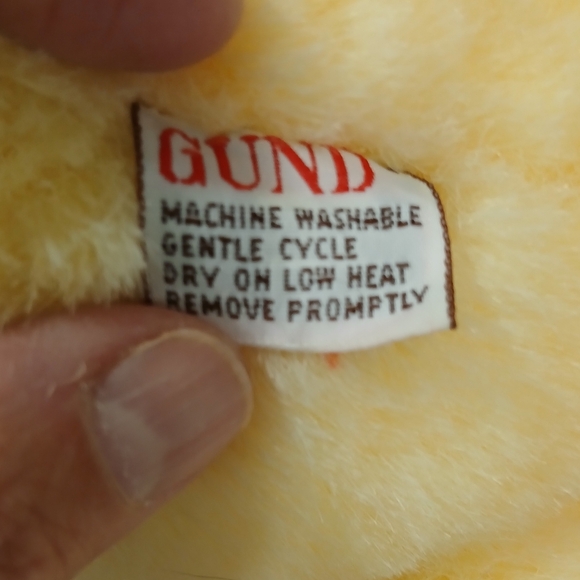 GUND
MACHINE WASHABLE
GENTLE CYCLE
DRY ON LOW HEAT
REMOVE PROMPTLY